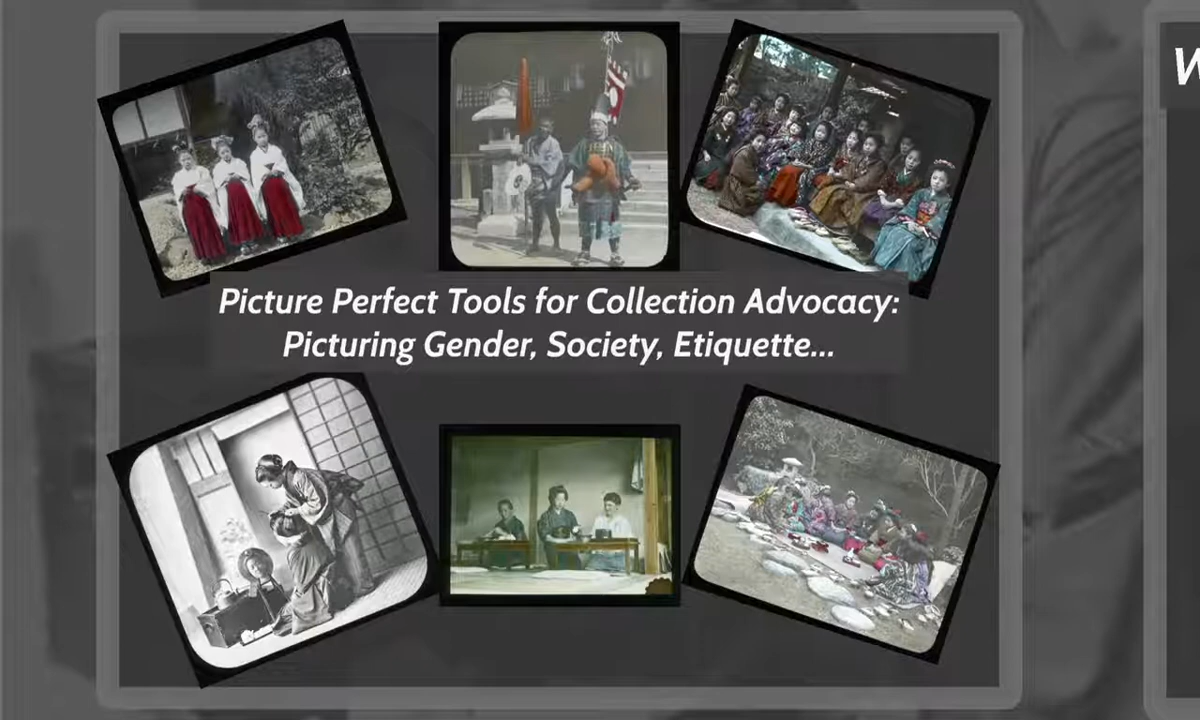 Picture Perfect Tools for Collection Advocacy:
Picturing Gender, Society, Etiquette...
W